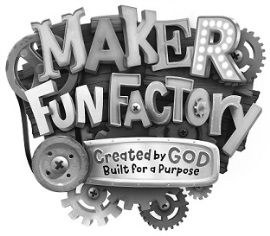 MAKER
FUN FACTORY
Created by GOD
Built for a Purpose